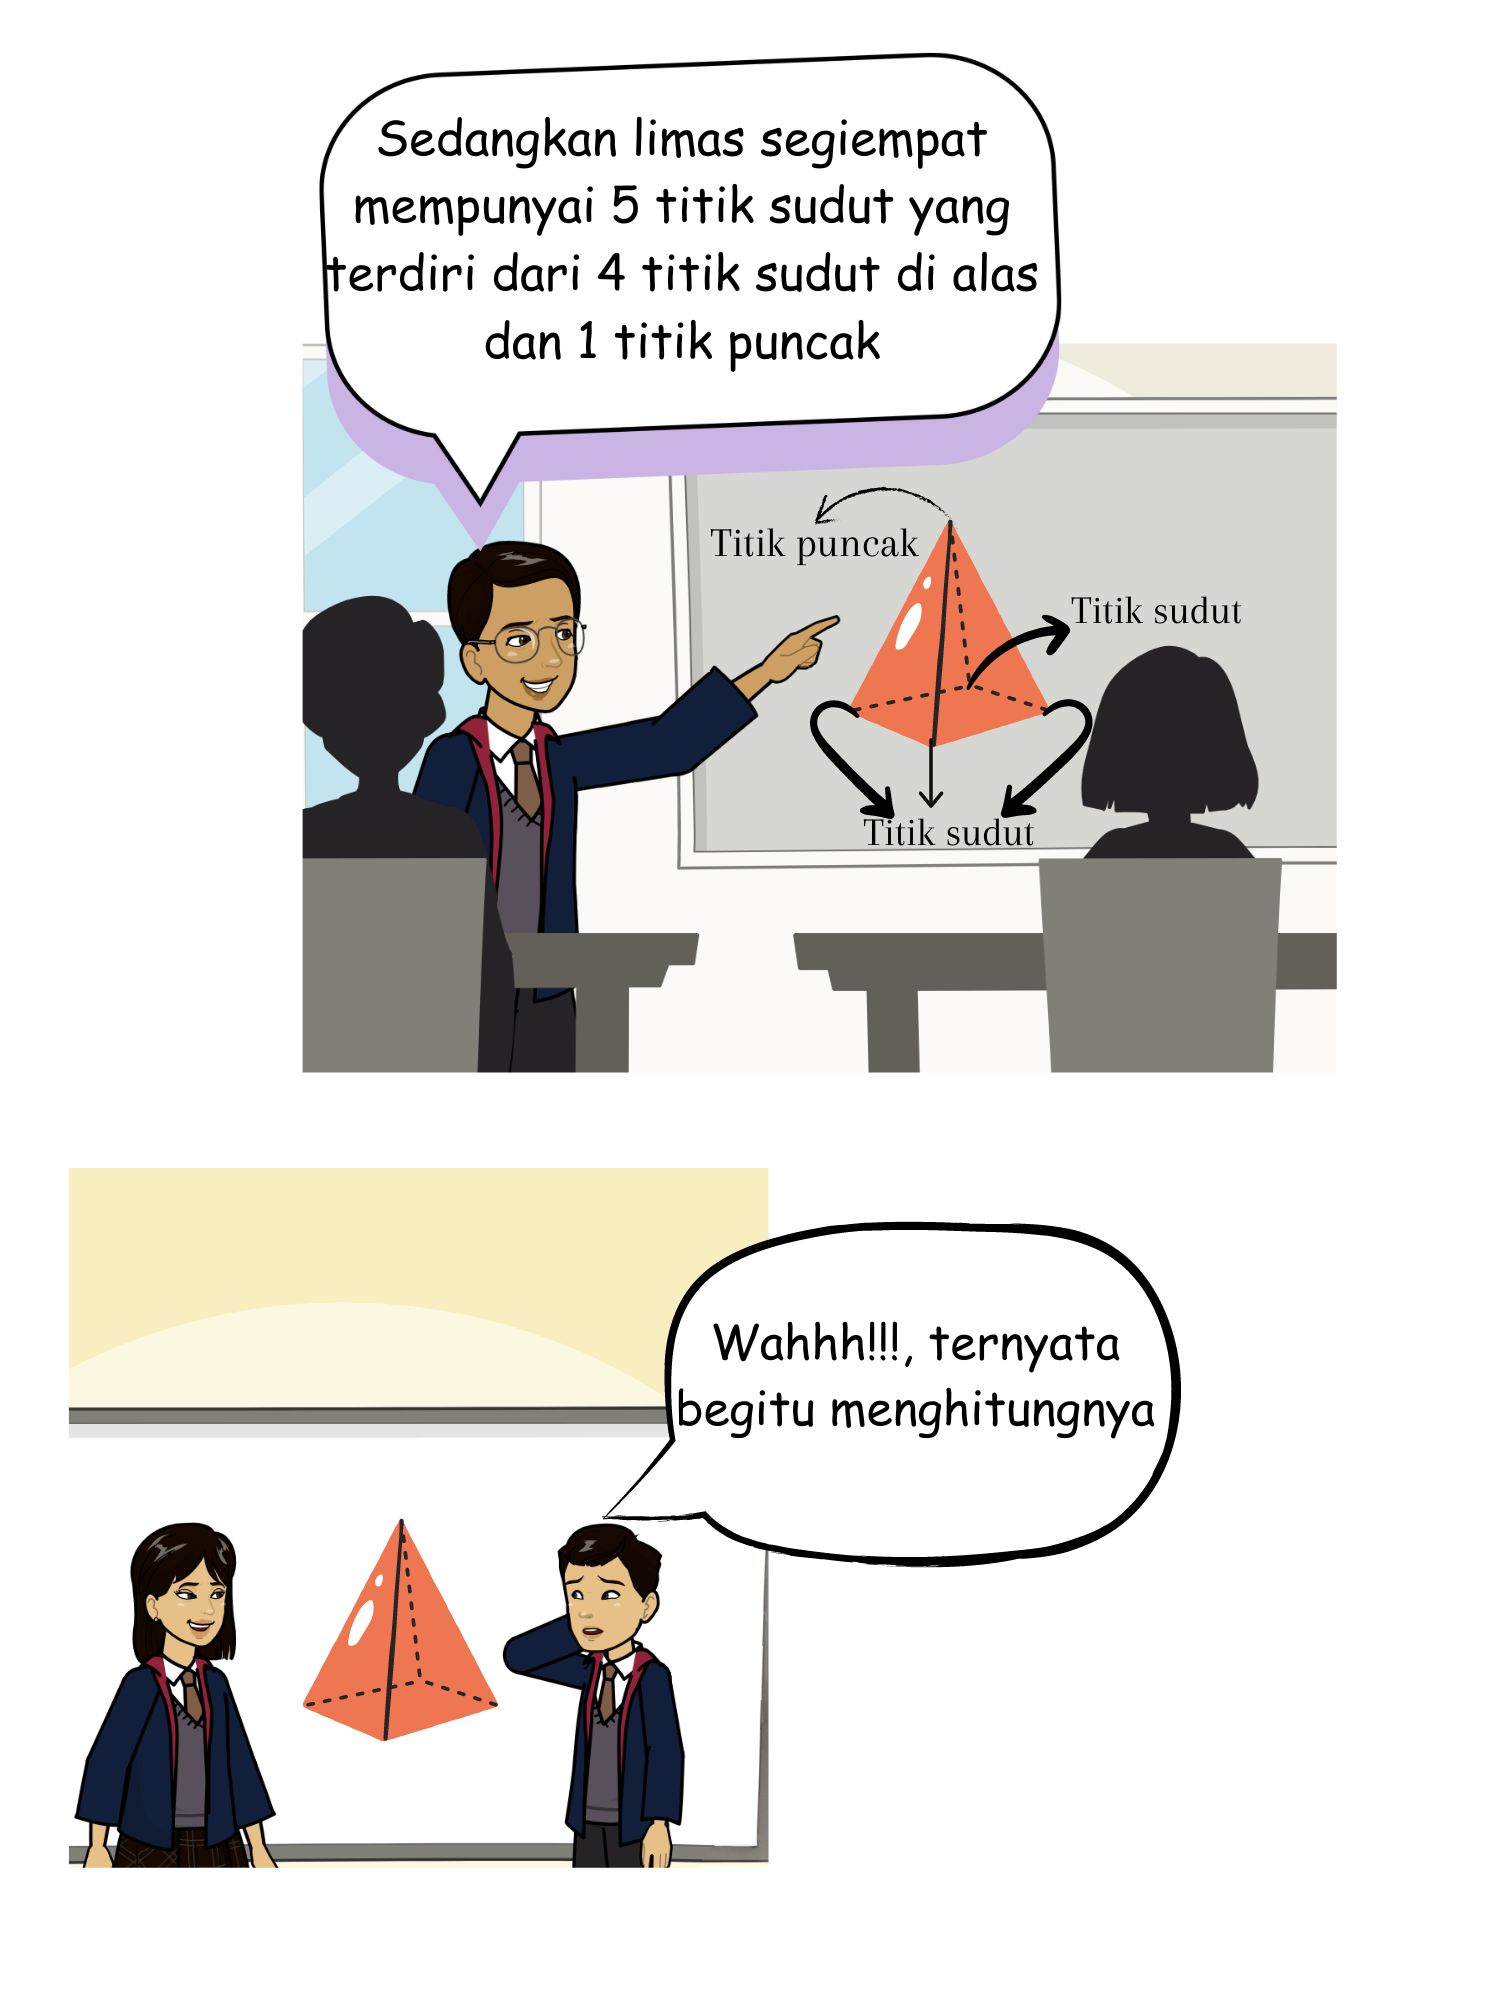 Sedangkan limas segiempat
mempunyai 5 titik sudut yang
terdiri dari 4 titik sudut di alas
dan 1 titik puncak
Titik puncak
Titik sudut
Titik sudut
Wahhh!!!, ternyata
begitu menghitungnya